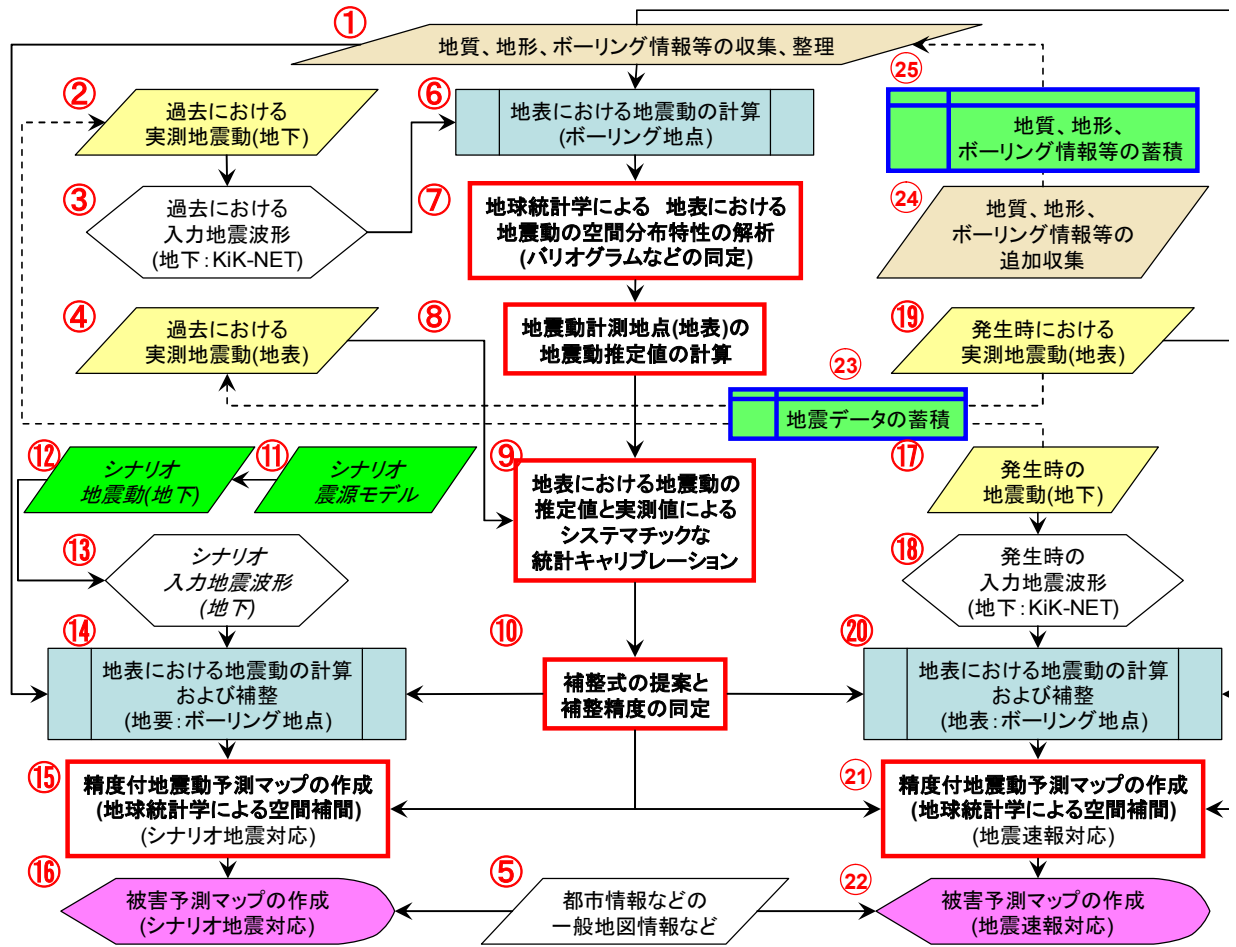 ①
地質、地形、ボーリング情報等の収集、整理
②
過去における
実測地震動(地下)
③
過去における
入力地震波形
(地下：KiK-NET)
④
過去における
実測地震動(地表)
⑥
地表における地震動の計算
(ボーリング地点)
⑦
地球統計学による 地表における
地震動の空間分布特性の解析
(バリオグラムなどの同定)
⑧
地震動計測地点(地表)の
地震動推定値の計算
㉕
地質、地形、
ボーリング情報等の蓄積
㉔
地質、地形、
ボーリング情報等の
追加収集
⑲
発生時における
実測地震動(地表)
㉓
地震データの蓄積
⑫
シナリオ
地震動(地下)
⑪
シナリオ
震源モデル
⑨
地表における地震動の
推定値と実測値による
システマチックな
統計キャリブレーション
⑰
発生時の
地震動(地下)
⑬
シナリオ
入力地震波形
(地下)
⑱
発生時の
入力地震波形
(地下：KiK-NET)
⑭
地表における地震動の計算
および補整
(地要：ボーリング地点)
⑩
補整式の提案と
補整精度の同定
⑳
地表における地震動の計算
および補整
(地表：ボーリング地点)
⑮
精度付地震動予測マップの作成
(地球統計学による空間補間)
(シナリオ地震対応)
㉑
精度付地震動予測マップの作成
(地球統計学による空間補間)
(地震速報対応)
⑯
被害予測マップの作成
(シナリオ地震対応)
⑤
都市情報などの
一般地図情報など
㉒
被害予測マップの作成
(地震速報対応)